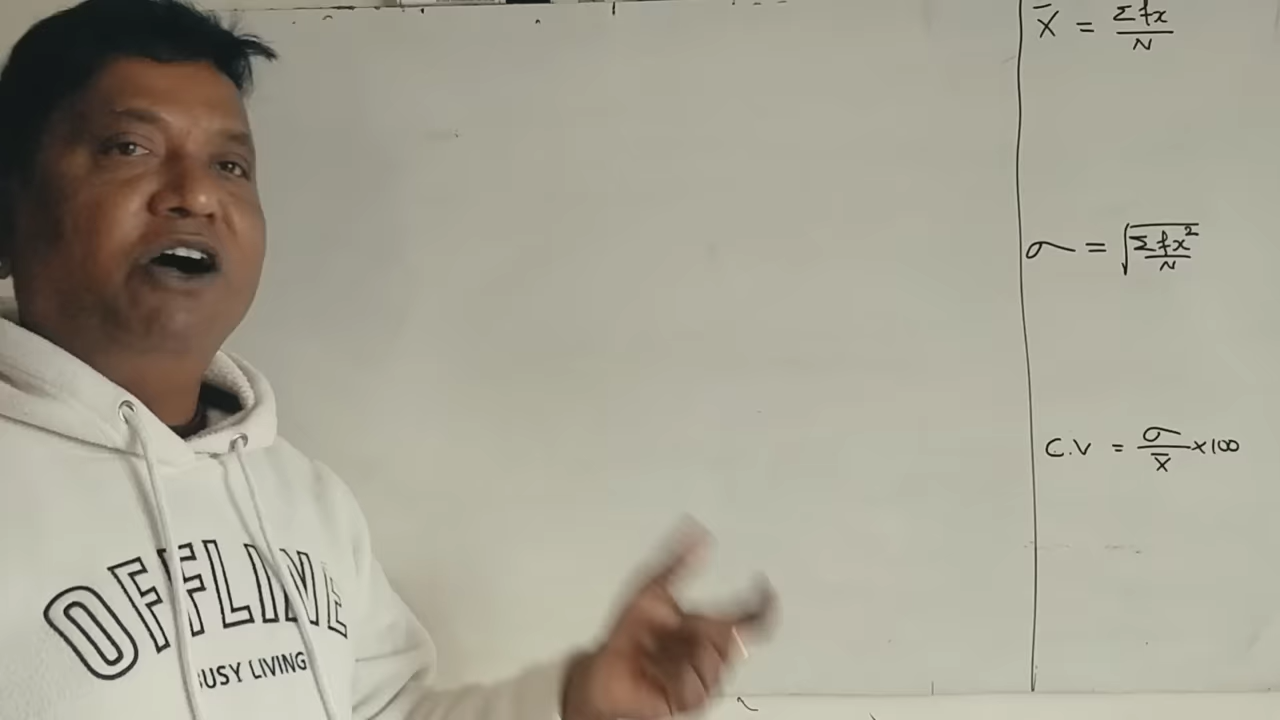 X̄ = Σfx/N
σ = √(Σfx²/N)
C.V = σ/x̄ ×100
OFFLINE
BUSY LIVING